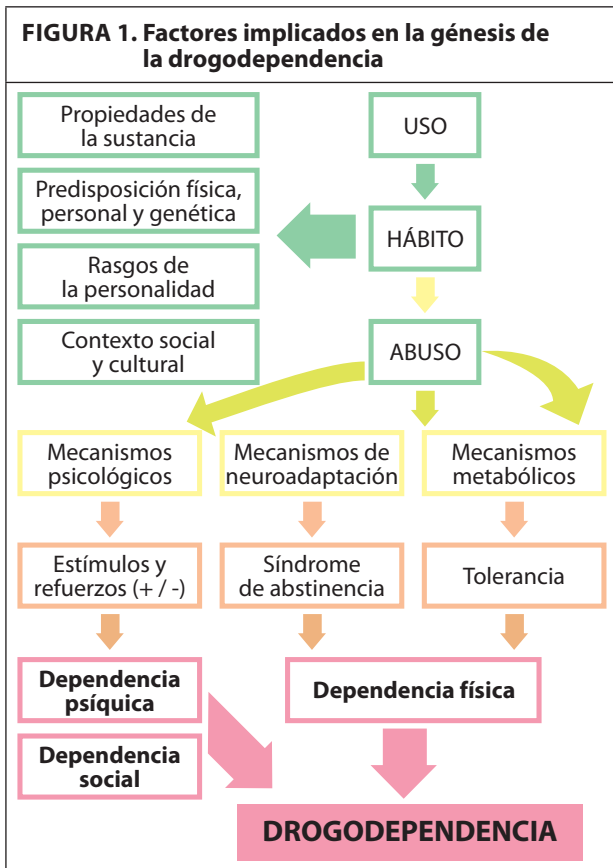 FIGURA 1. Factores implicados en la génesis de
la drogodependencia
Propiedades de
la sustancia
Predisposición física,
personal y genética
Rasgos de
la personalidad
Contexto social
y cultural
USO
HÁBITO
ABUSO
Mecanismos
psicológicos
Mecanismos de
neuroadaptación
Mecanismos
metabólicos
Estímulos y
refuerzos (+ / -)
Síndrome
de abstinencia
Tolerancia
Dependencia
psíquica
Dependencia
social
Dependencia física
DROGODEPENDENCIA